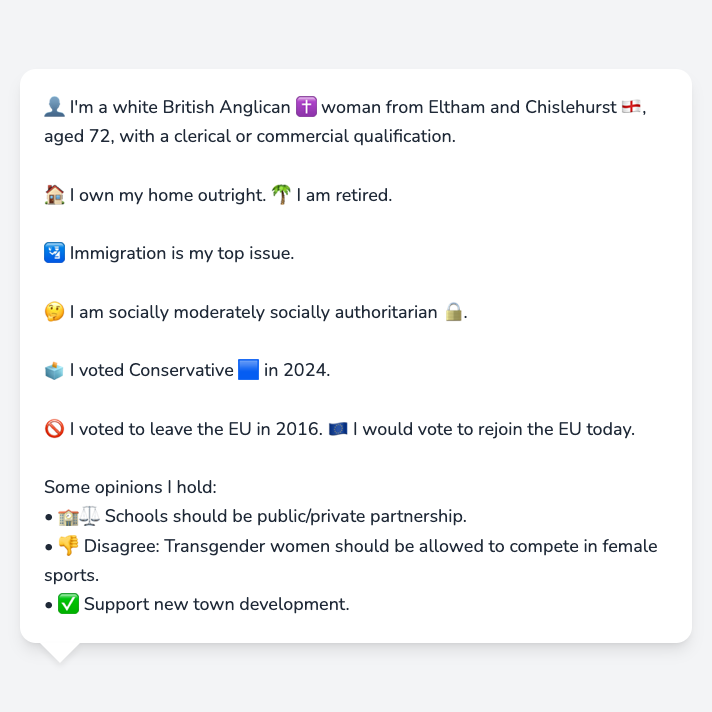 👤 I'm a white British Anglican ✝️ woman from Eltham and Chislehurst 🏴󠁧󠁢󠁥󠁮󠁧󠁿,
aged 72, with a clerical or commercial qualification.
🏠 I own my home outright. 🌴 I am retired.
🛂 Immigration is my top issue.
🤔 I am socially moderately socially authoritarian 🔒.
🗳️ I voted Conservative 🟦 in 2024.
🚫 I voted to leave the EU in 2016. 🇪🇺 I would vote to rejoin the EU today.
Some opinions I hold:
• 🏫⚖️ Schools should be public/private partnership.
• 👎 Disagree: Transgender women should be allowed to compete in female
sports.
• ✅ Support new town development.